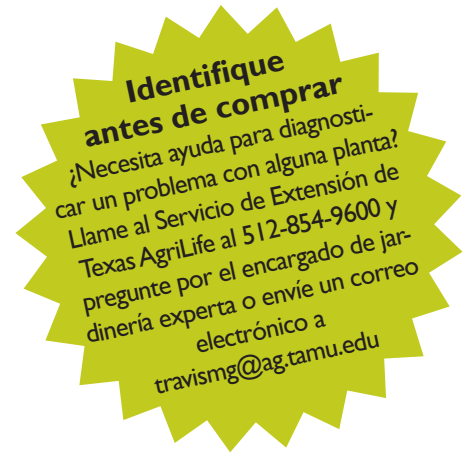 Identifique
antes de comprar
¿Necesita ayuda para diagnosti-
car un problema con alguna planta?
Llame al Servicio de Extensión de
Texas AgriLife al 512-854-9600 y
pregunte por el encargado de jar-
dinería experta o envíe un correo
electrónico a
travismg@ag.tamu.edu